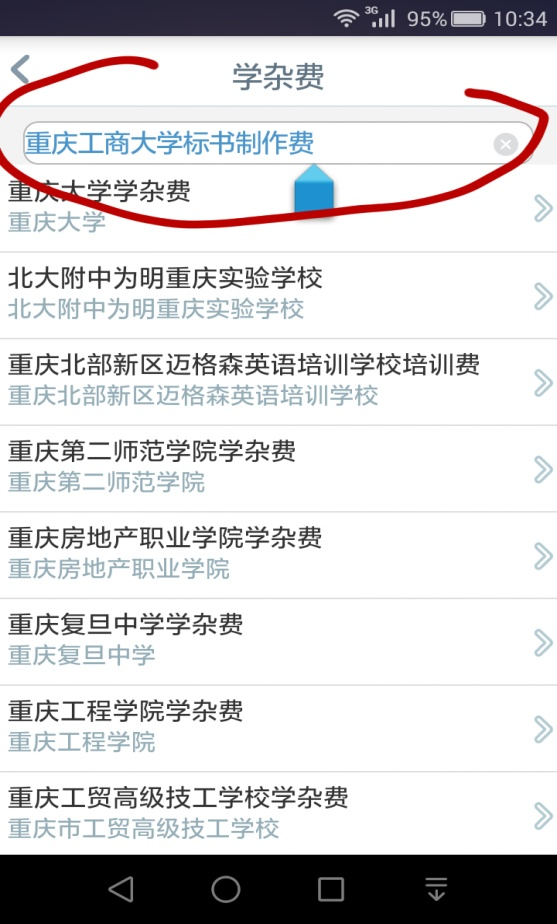 3G 95% 10:34
学杂费
重庆工商大学标书制作费
重庆大学学杂费
重庆大学
北大附中为明重庆实验学校
北大附中为明重庆实验学校
重庆北部新区迈格森英语培训学校培训费
重庆北部新区迈格森英语培训学校
重庆第二师范学院学杂费
重庆第二师范学院
重庆房地产职业学院学杂费
重庆房地产职业学院
重庆复旦中学学杂费
重庆复旦中学
重庆工程学院学杂费
重庆工程学院
重庆工贸高级技工学校学杂费
重庆市工贸高级技工学校